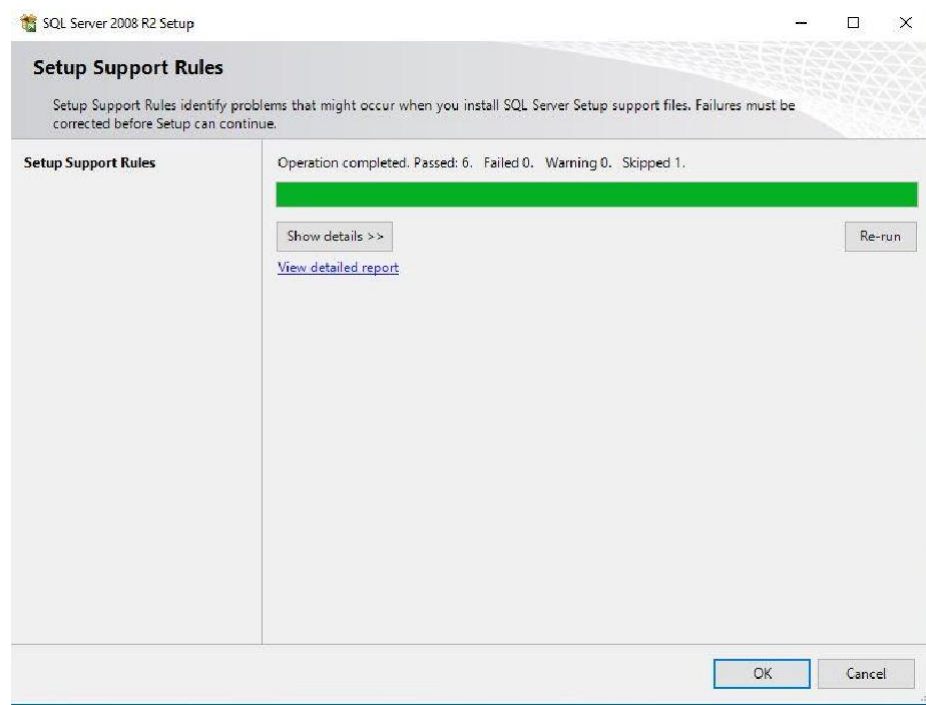 SQL Server 2008 R2 Setup
Setup Support Rules
Setup Support Rules identify problems that might occur when you install SQL Server Setup support files. Failures must be
corrected before Setup can continue.
Setup Support Rules
Operation completed. Passed: 6. Failed 0. Warning 0. Skipped 1.
Show details >>
Re-run
View detailed report
OK
Cancel